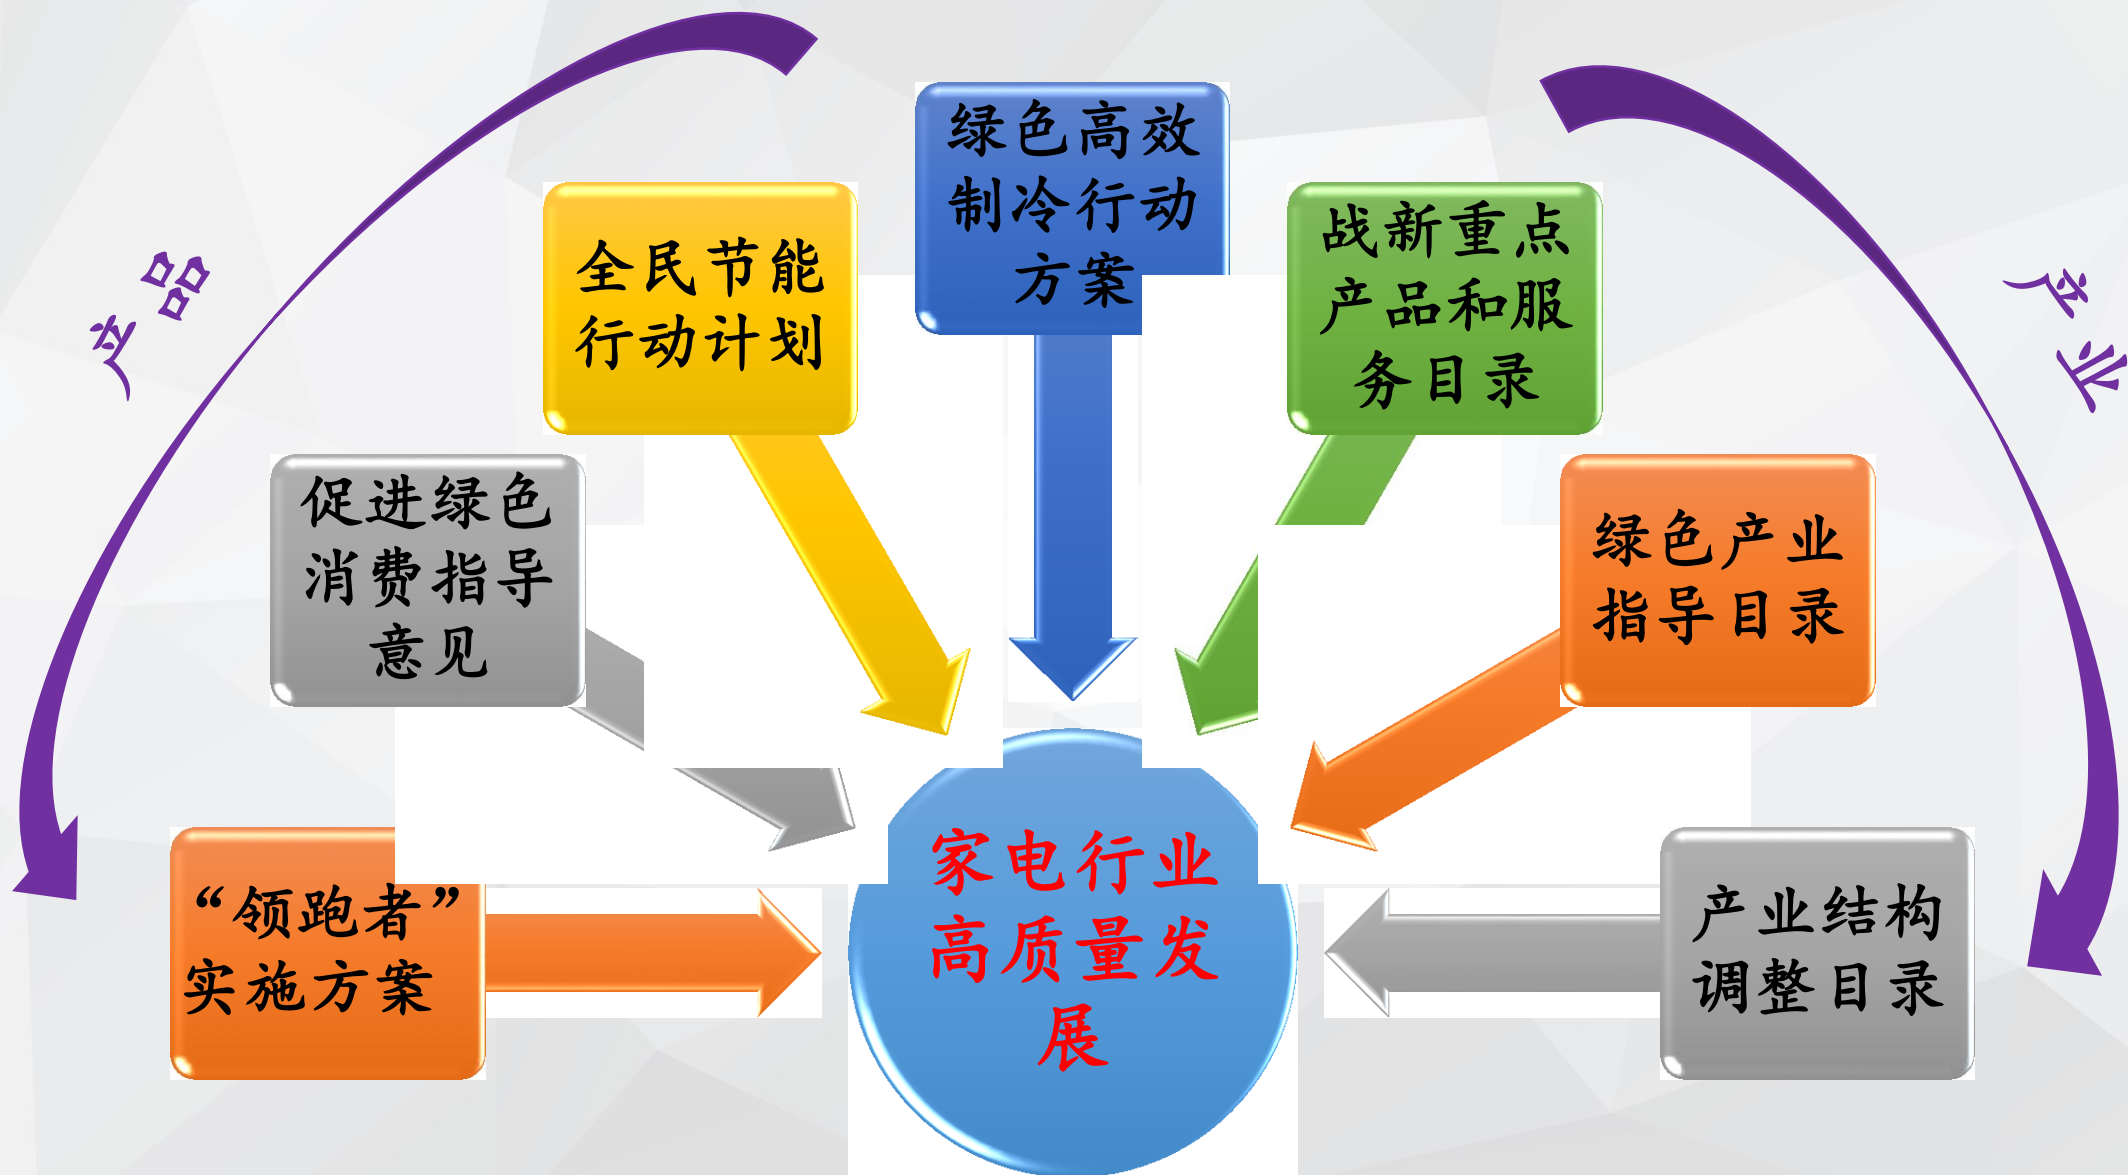 产品
产业
绿色高效
制冷行动
方案
全民节能
行动计划
战新重点
产品和服
务目录
促进绿色
消费指导
意见
绿色产业
指导目录
“领跑者”
实施方案
产业结构
调整目录
家电行业
高质量发
展